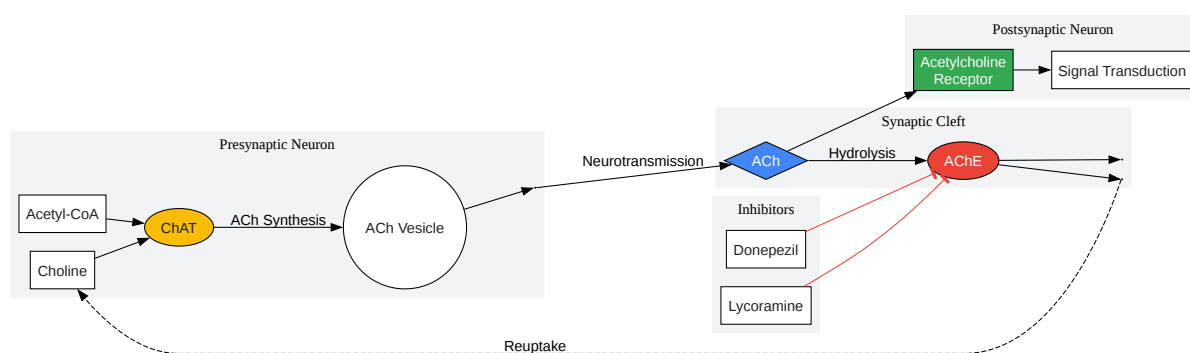 Postsynaptic Neuron
Acetylcholine
Receptor
Signal Transduction
Synaptic Cleft
ACh
Hydrolysis
AChE
Presynaptic Neuron
Neurotransmission
Acetyl-CoA
Choline
ChAT
ACh Synthesis
ACh Vesicle
Inhibitors
Donepezil
Lycoramine
Reuptake